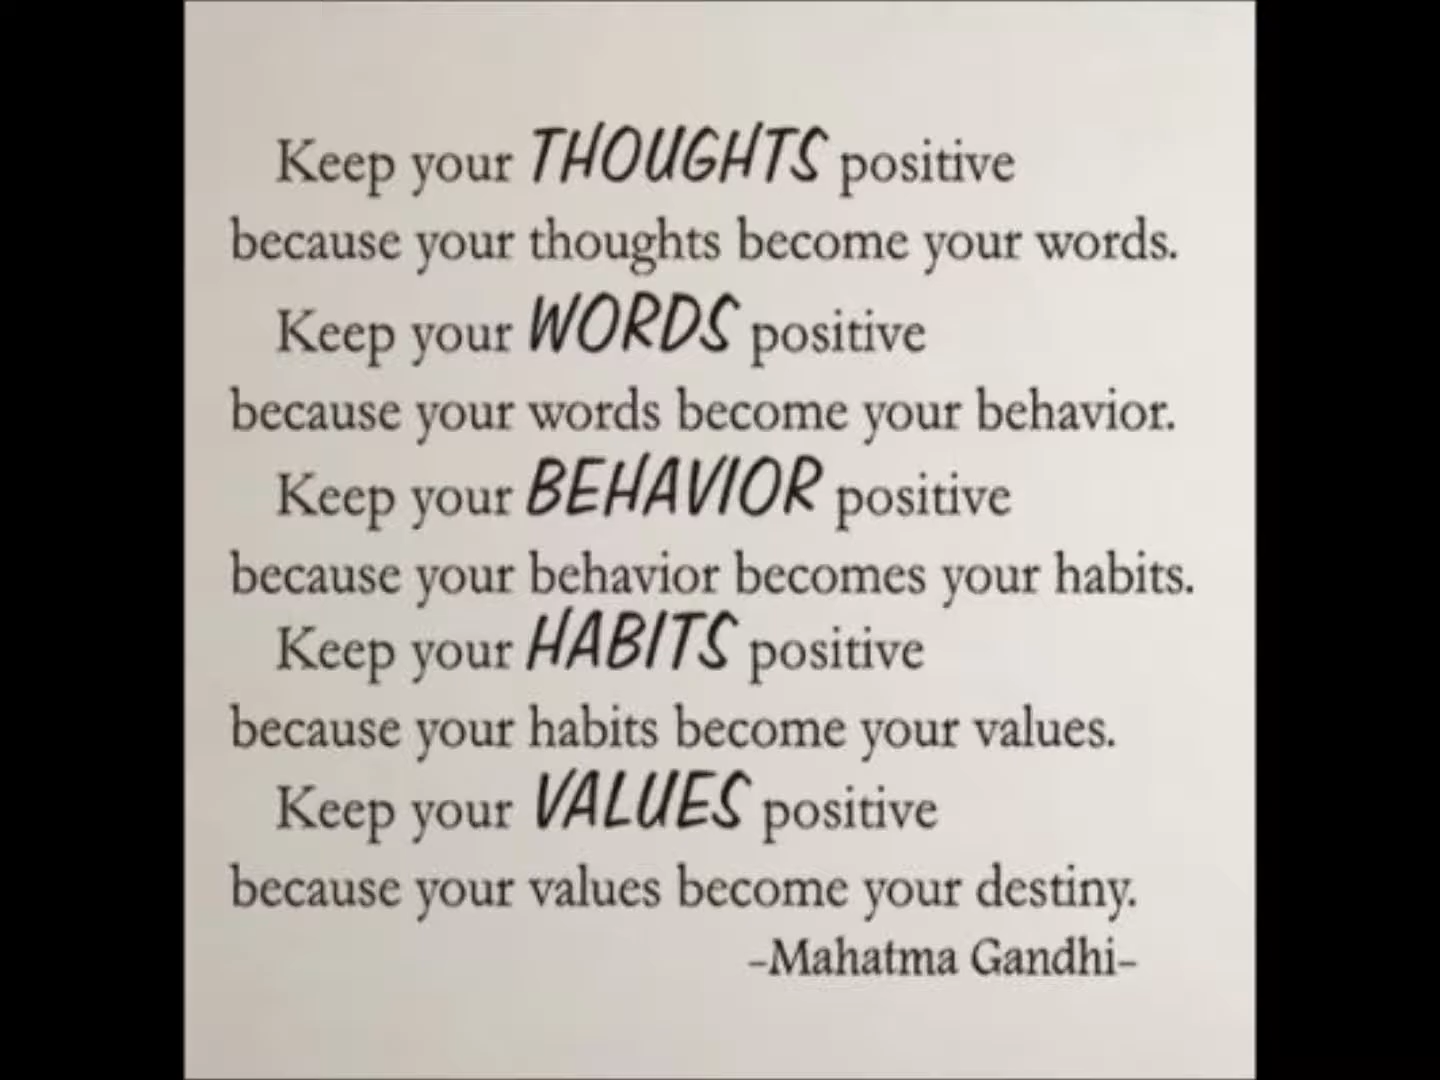 Keep your THOUGHTS positive
because your thoughts become your words.
Keep your WORDS positive
because your words become your behavior.
Keep your BEHAVIOR positive
because your behavior becomes your habits.
Keep your HABITS positive
because your habits become your values.
Keep your VALUES positive
because your values become your destiny.
-Mahatma Gandhi-